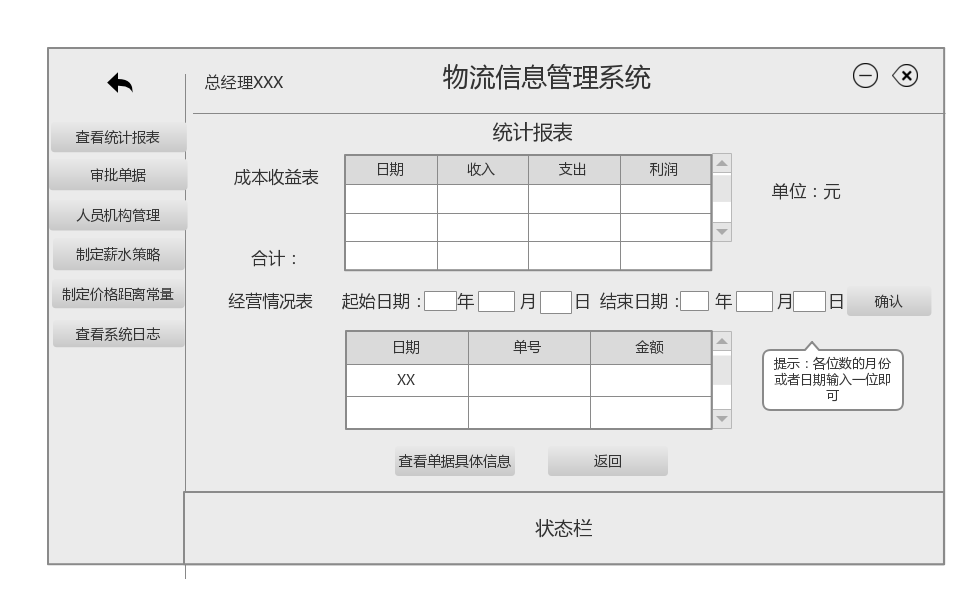 总经理XXX
物流信息管理系统
查看统计报表
审批单据
人员机构管理
制定薪水策略
制定价格距离常量
查看系统日志
统计报表
成本收益表
日期 收入 支出 利润
单位：元
合计：
经营情况表 起始日期： 年 月 日 结束日期： 年 月 日 确认
日期 单号 金额
XX
提示：各位数的月份
或者日期输入一位即
可
查看单据具体信息 返回
状态栏